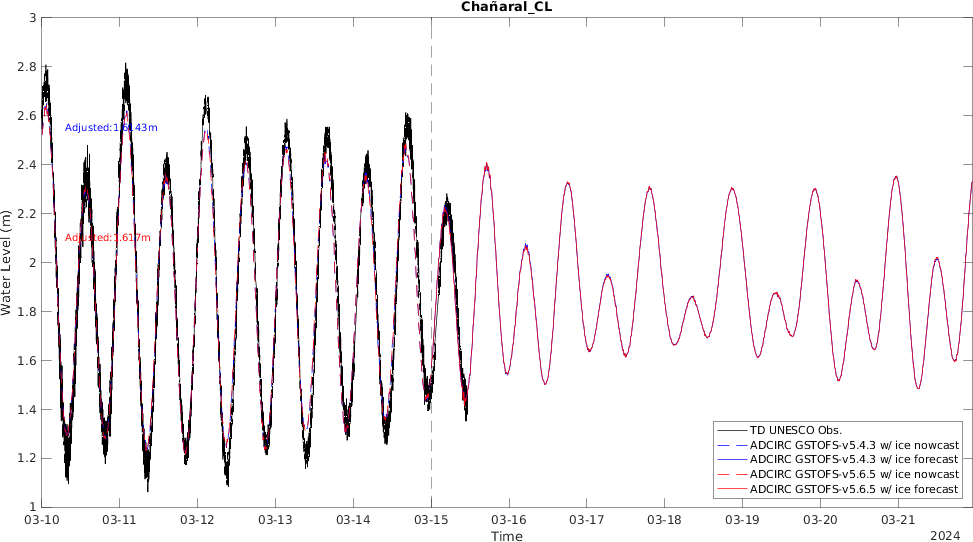 Chañaral_CL
3
2.8
2.6
2.4
2.2
2
1.8
1.6
1.4
1.2
1
Water Level (m)
Adjusted:1.6143m
Adjusted:1.617m
TD UNESCO Obs.
ADCIRC GSTOFS-v5.4.3 w/ ice nowcast
ADCIRC GSTOFS-v5.4.3 w/ ice forecast
ADCIRC GSTOFS-v5.6.5 w/ ice nowcast
ADCIRC GSTOFS-v5.6.5 w/ ice forecast
03-10 03-11 03-12 03-13 03-14 03-15 03-16 03-17 03-18 03-19 03-20 03-21
Time
2024